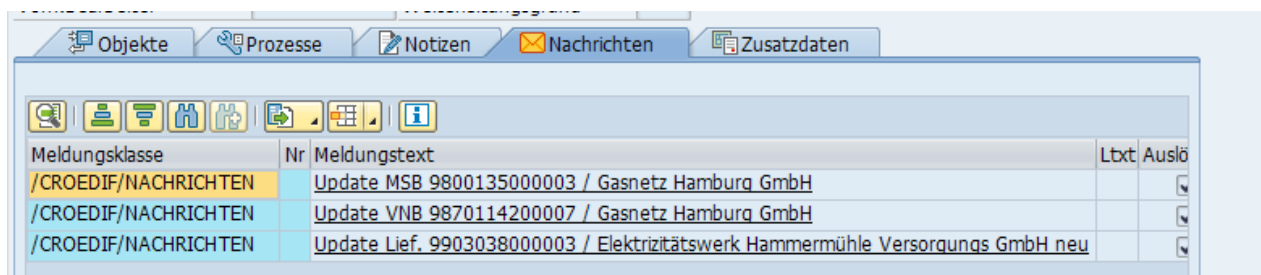 Objekte Prozesse Notizen Nachrichten Zusatzdaten
Meldungsklasse Nr Meldungstext Ltxt Auslö
/CROEDIF/NACHRICHTEN Update MSB 9800135000003 / Gasnetz Hamburg GmbH
/CROEDIF/NACHRICHTEN Update VNB 9870114200007 / Gasnetz Hamburg GmbH
/CROEDIF/NACHRICHTEN Update Lief. 9903038000003 / Elektrizitätswerk Hammermühle Versorgungs GmbH neu